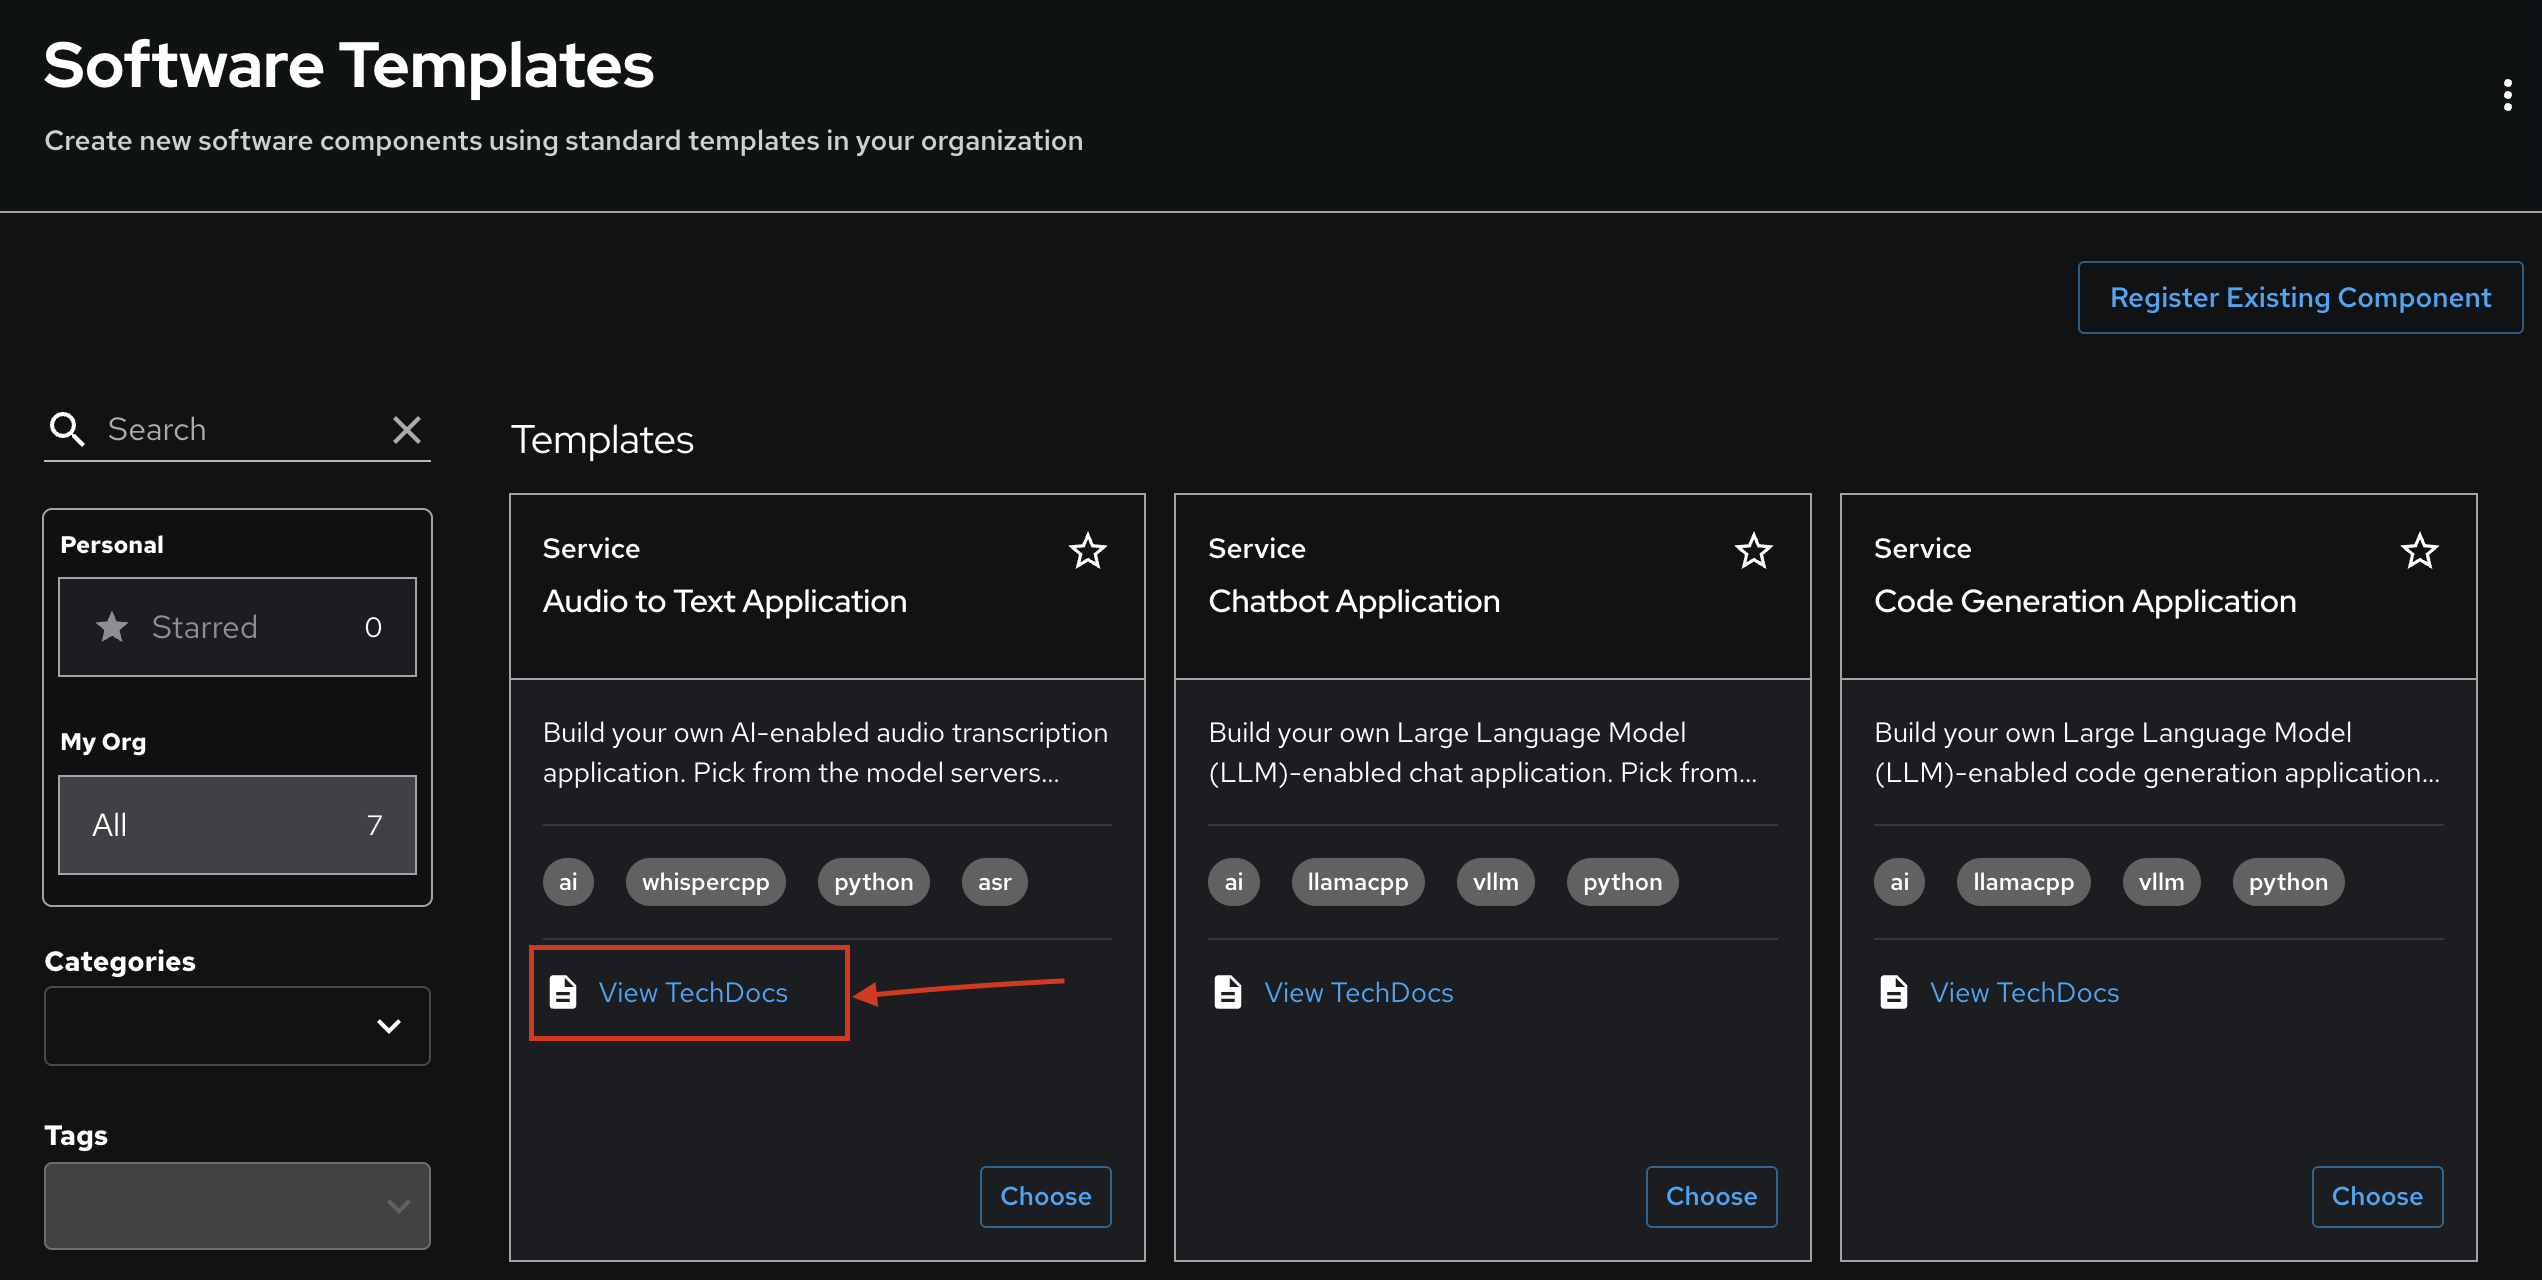 Software Templates
Create new software components using standard templates in your organization
Register Existing Component
Search
Personal
Starred 0
My Org
All 7
Categories
Tags
Templates
Service
Audio to Text Application
Build your own AI-enabled audio transcription
application. Pick from the model servers...
ai whispercpp python asr
View TechDocs
Choose
Service
Chatbot Application
Build your own Large Language Model
(LLM)-enabled chat application. Pick from...
ai llamacpp vllm python
View TechDocs
Choose
Service
Code Generation Application
Build your own Large Language Model
(LLM)-enabled code generation application...
ai llamacpp vllm python
View TechDocs
Choose